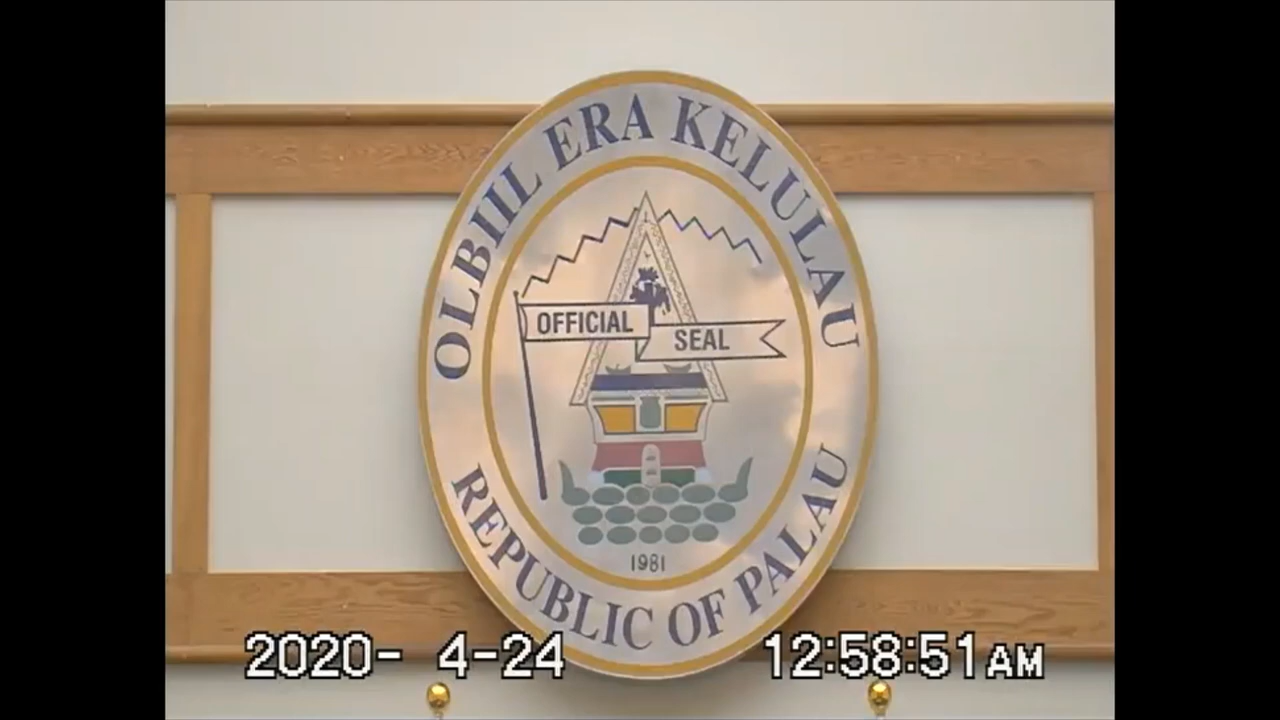 OLBIIL ERA KELULAU
OFFICIAL
SEAL
1981
REPUBLIC OF PALAU
2020- 4-24 12:58:51AM